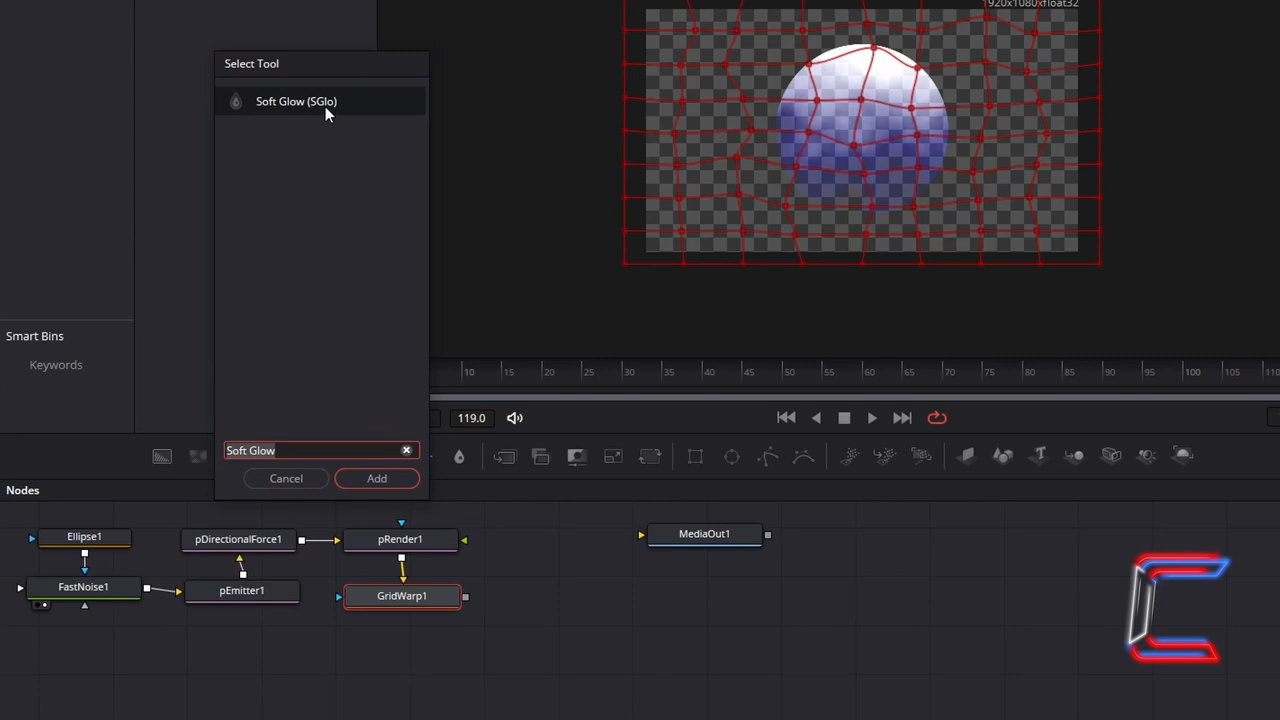 1920x1080xfloat32
Select Tool
Soft Glow (SGlo)
Smart Bins
Keywords
10 15 20 25 30 35 40 45 50 55 60 65 70 75 80 85 90 95 100 105 110
119.0
Soft Glow
Cancel Add
Nodes
Ellipse1 pDirectionalForce1 pRender1 MediaOut1
FastNoise1 pEmitter1 GridWarp1